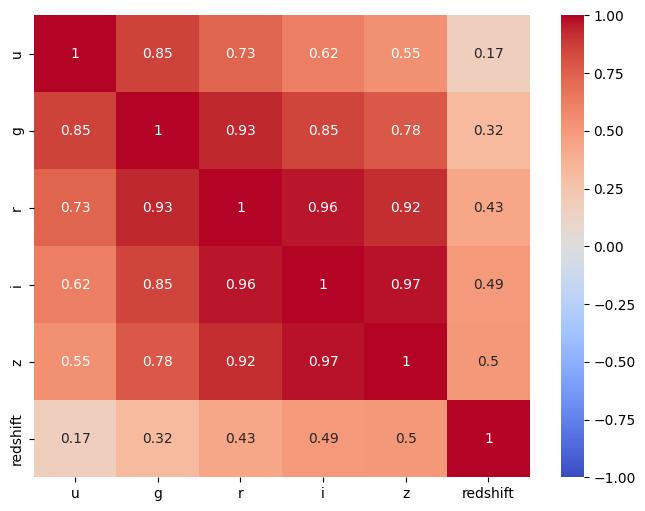 u 1 0.85 0.73 0.62 0.55 0.17
g 0.85 1 0.93 0.85 0.78 0.32
r 0.73 0.93 1 0.96 0.92 0.43
i 0.62 0.85 0.96 1 0.97 0.49
z 0.55 0.78 0.92 0.97 1 0.5
redshift 0.17 0.32 0.43 0.49 0.5 1
u g r i z redshift
1.00
0.75
0.50
0.25
0.00
−0.25
−0.50
−0.75
−1.00